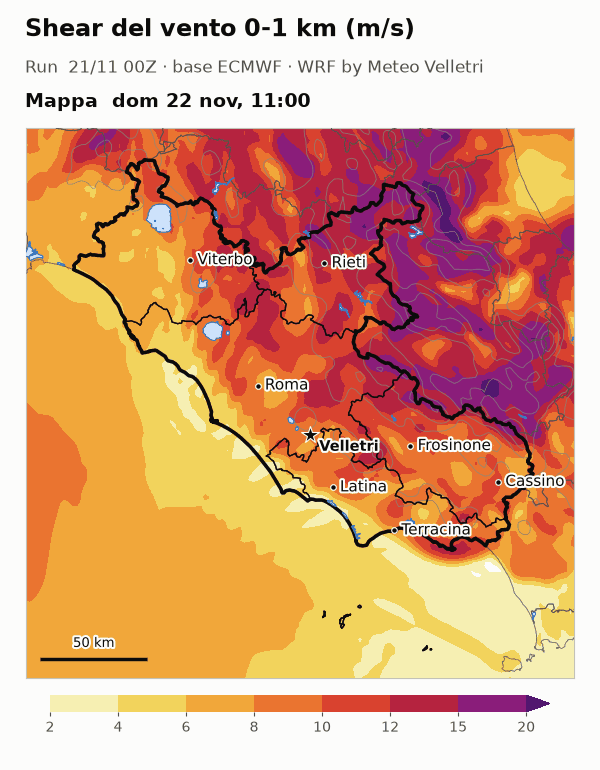 Shear del vento 0-1 km (m/s)
Run  21/11 00Z · base ECMWF · WRF by Meteo Velletri
Mappa  dom 22 nov, 11:00
Viterbo
Rieti
Roma
Velletri
Frosinone
Latina
Cassino
Terracina
50 km
2 4 6 8 10 12 15 20